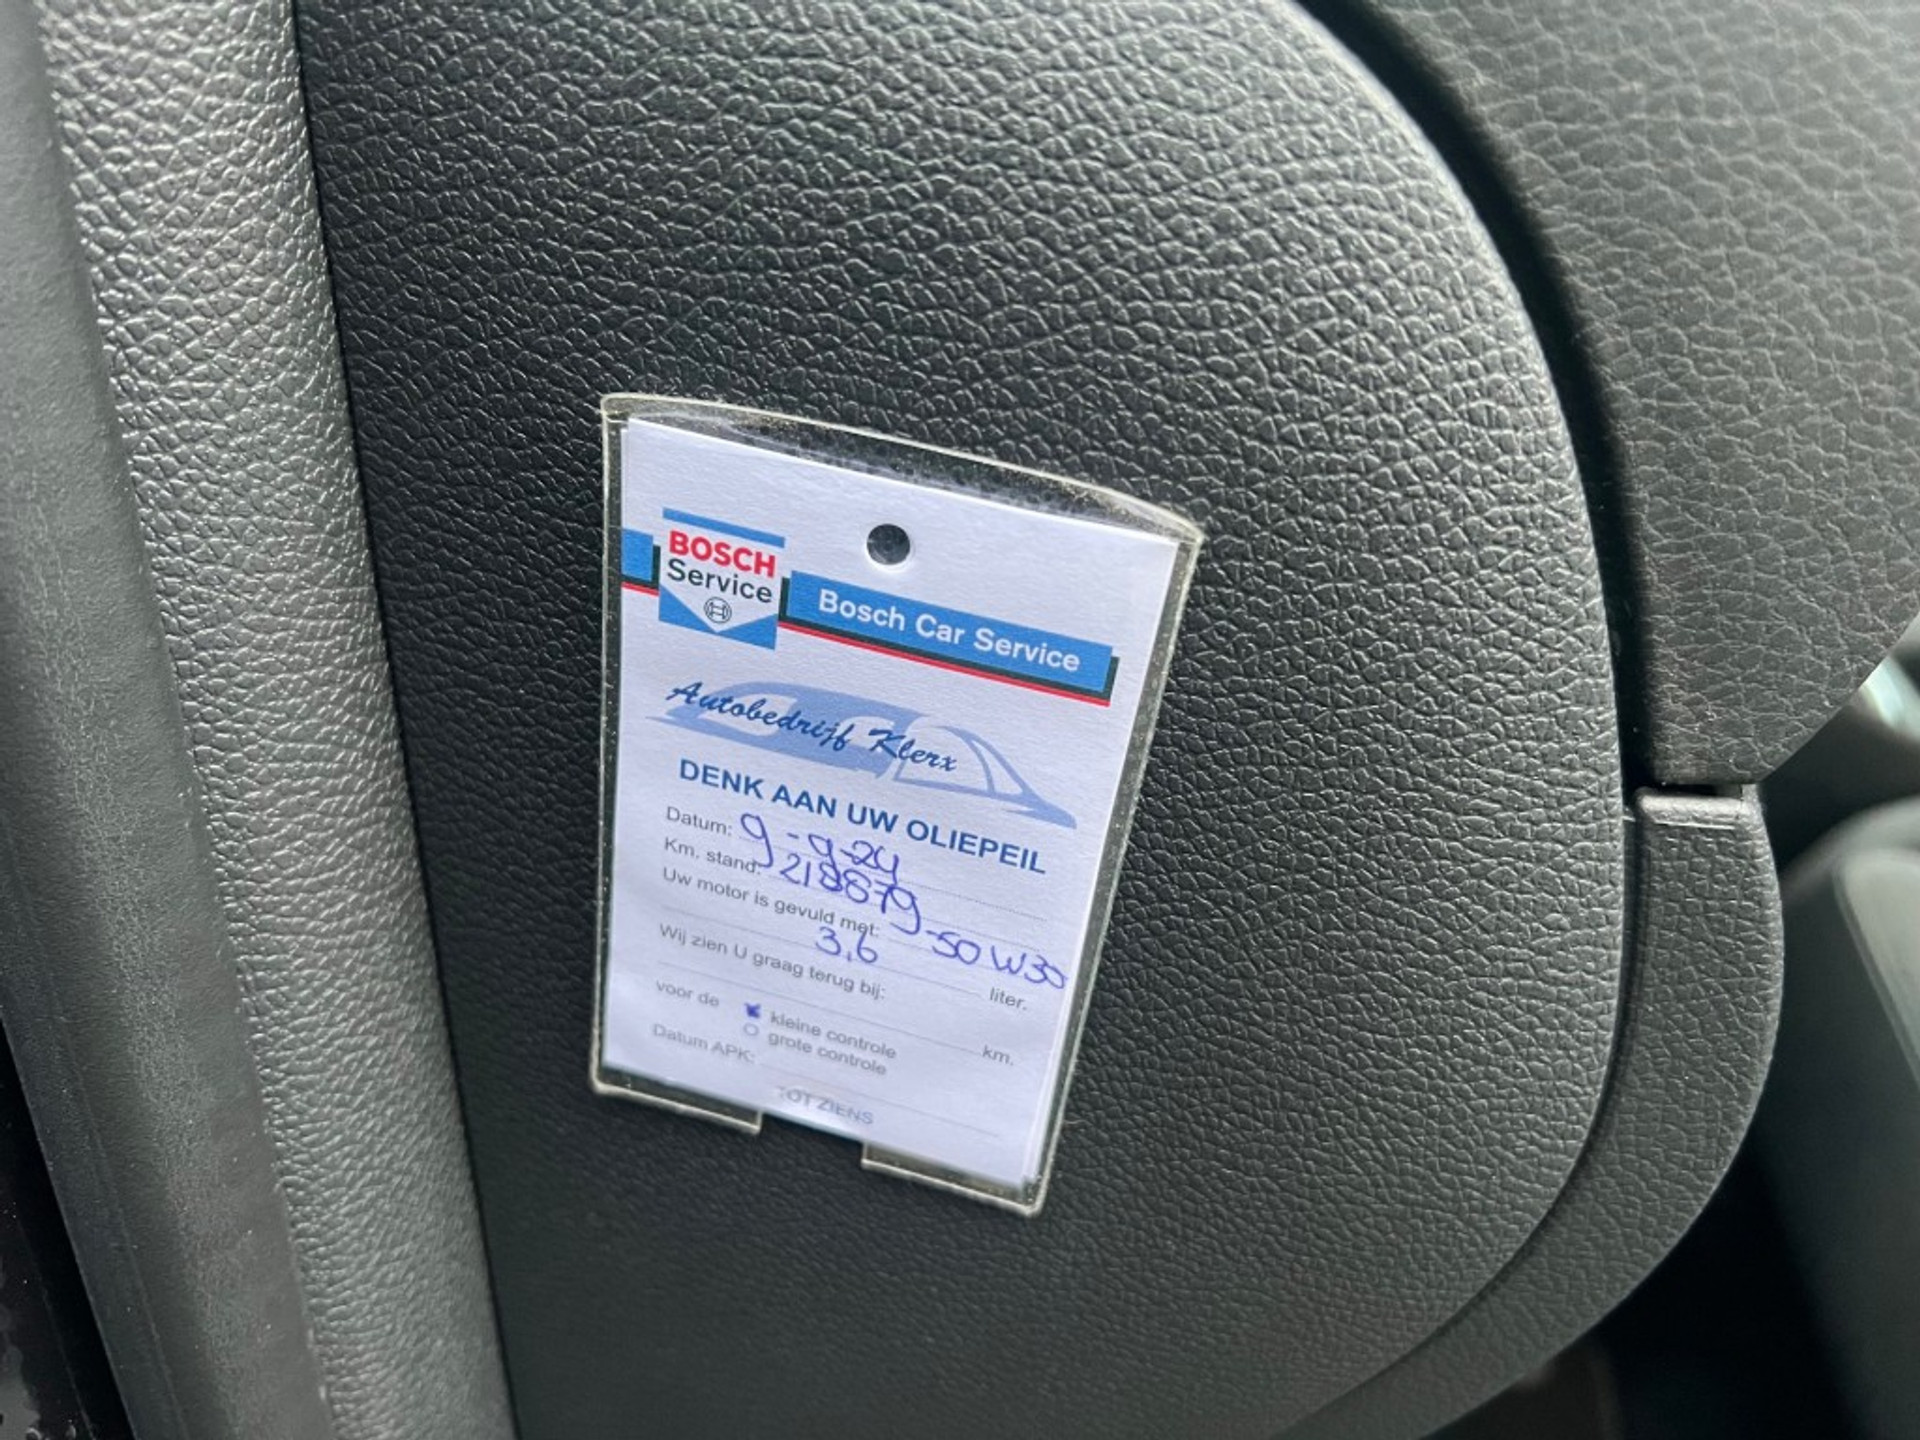 BOSCH
Service
Bosch Car Service
Autobedrijf Klerx
DENK AAN UW OLIEPEIL
Datum: 9-9-24
Km. stand: 218879
Uw motor is gevuld met: 50W30
3,6 liter.
Wij zien U graag terug bij:
km.
voor de kleine controle
grote controle
Datum APK:
TOT ZIENS